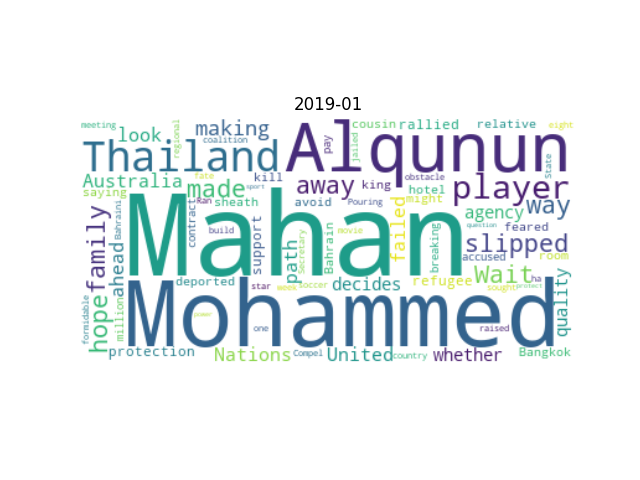 2019-01
meeting regional look making cousin rallied relative eight
coalition pay jailed State
Thailand Alqunun
Australia fate kill away king hotel obstacle player
saying made sport might way
contract Ran sheath avoid Pouring failed agency feared
family Bahraini Mahan breaking question
ahead build support path Secretary Bahrain movie slipped
accused room
deported star week soccer decides refugee Wait ha
sought protect quality
hope formidable million Mohammed
power one raised
protection Nations Compel United country whether Bangkok